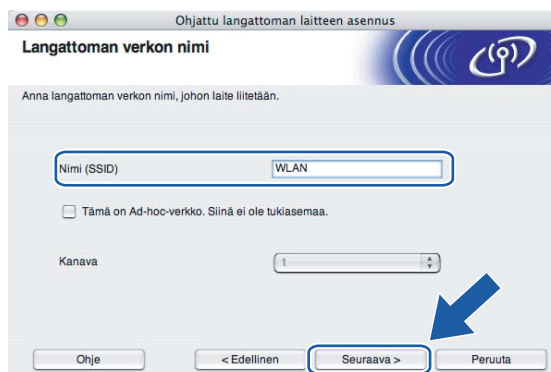 Ohjattu langattoman laitteen asennus
Langattoman verkon nimi
Anna langattoman verkon nimi, johon laite liitetään.
Nimi (SSID) WLAN
Tämä on Ad-hoc-verkko. Siinä ei ole tukiasemaa.
Kanava 1
Ohje < Edellinen Seuraava > Peruuta